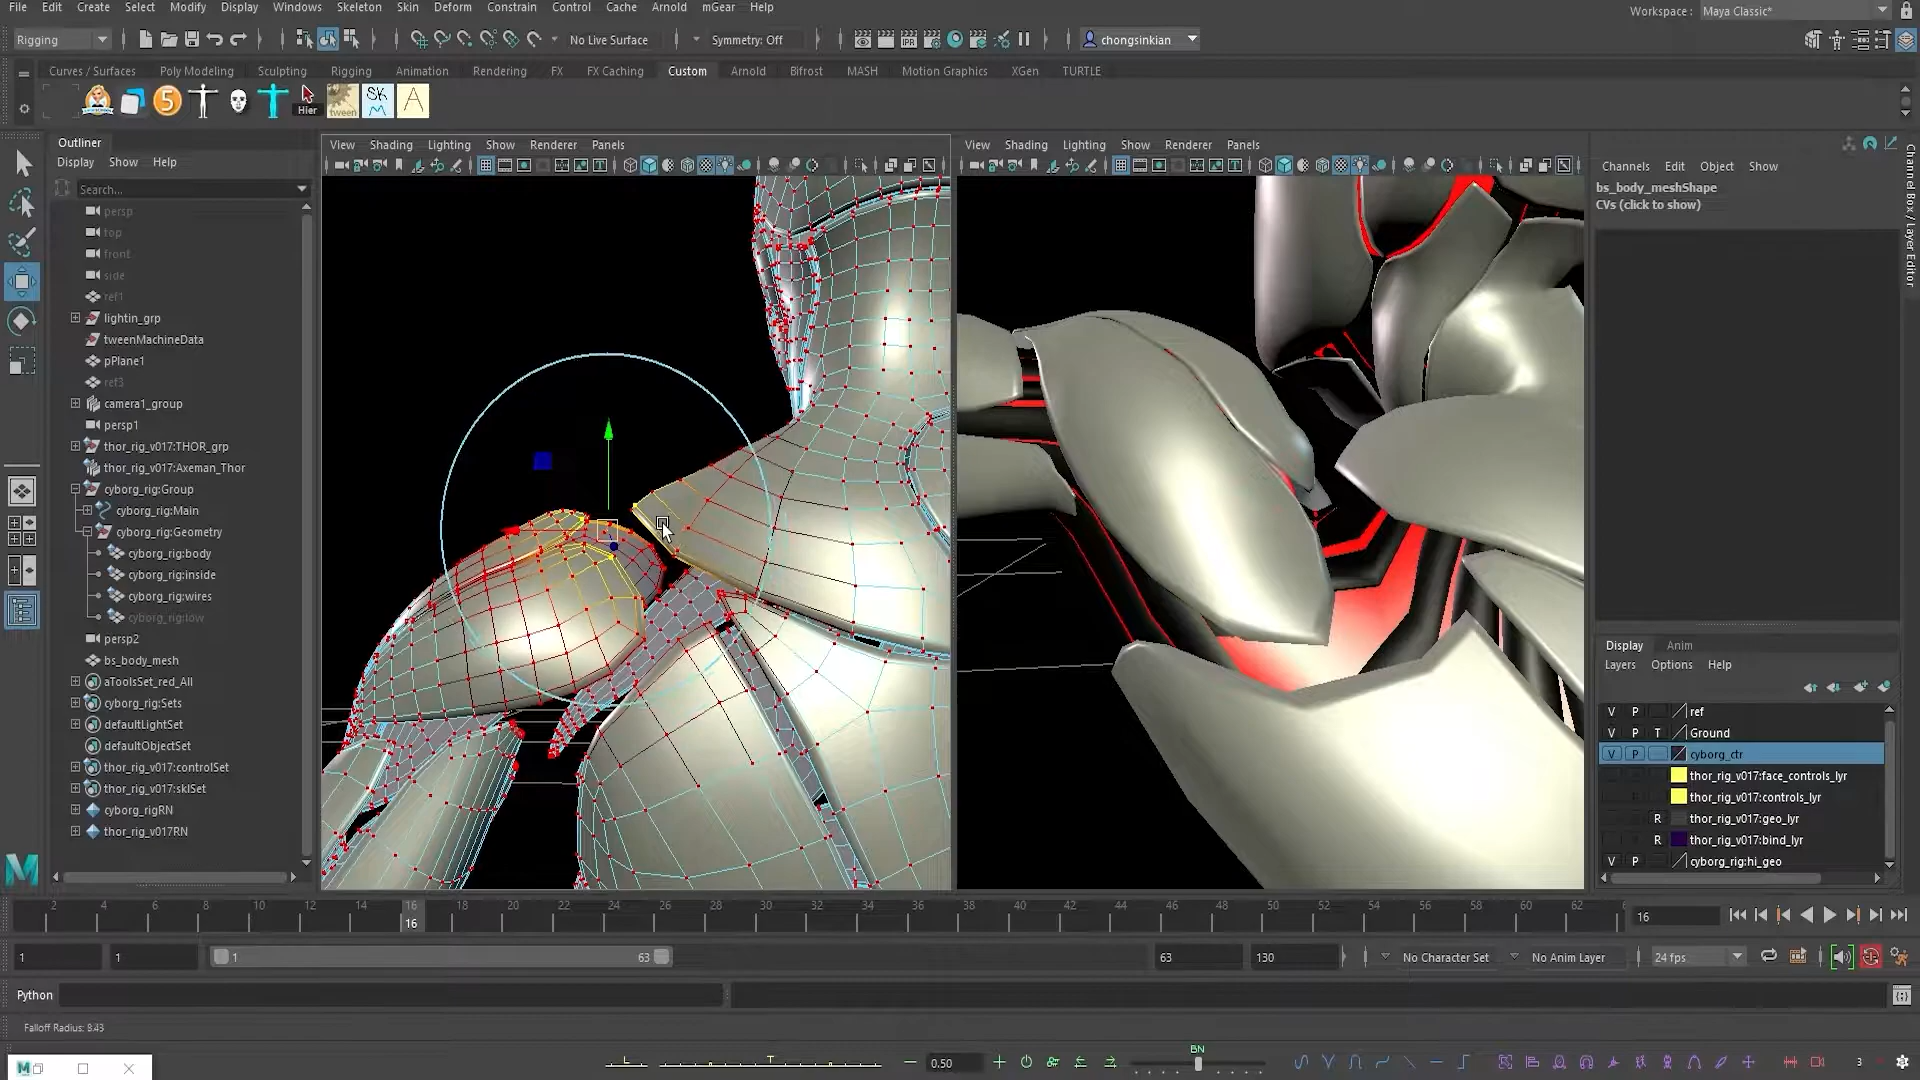 File Edit Create Select Modify Display Windows Skeleton Skin Deform Constrain Control Cache Arnold mGear Help
Workspace : Maya Classic*
Rigging No Live Surface Symmetry: Off chongsinkian
Curves / Surfaces Poly Modeling Sculpting Rigging Animation Rendering FX FX Caching Custom Arnold Bifrost MASH Motion Graphics XGen TURTLE
5 Hier tween SK A
Outliner
Display Show Help
Search...
persp
top
front
side
ref1
lightin_grp
tweenMachineData
pPlane1
ref3
camera1_group
persp1
thor_rig_v017:THOR_grp
thor_rig_v017:Axeman_Thor
cyborg_rig:Group
cyborg_rig:Main
cyborg_rig:Geometry
cyborg_rig:body
cyborg_rig:inside
cyborg_rig:wires
cyborg_rig:low
persp2
bs_body_mesh
aToolsSet_red_All
cyborg_rig:Sets
defaultLightSet
defaultObjectSet
thor_rig_v017:controlSet
thor_rig_v017:sklSet
cyborg_rigRN
thor_rig_v017RN
View Shading Lighting Show Renderer Panels
View Shading Lighting Show Renderer Panels
Channels Edit Object Show
bs_body_meshShape
CVs (click to show)
Channel Box / Layer Editor
Display Anim
Layers Options Help
V P ref
V P T Ground
V P cyborg_ctr
thor_rig_v017:face_controls_lyr
thor_rig_v017:controls_lyr
R thor_rig_v017:geo_lyr
R thor_rig_v017:bind_lyr
V P cyborg_rig:hi_geo
2 4 6 8 10 12 14 16 18 20 22 24 26 28 30 32 34 36 38 40 42 44 46 48 50 52 54 56 58 60 62
16 16
1 1 1 63 63 130 No Character Set No Anim Layer 24 fps
Python
Falloff Radius: 8.43
M L T 0.50 BN 3